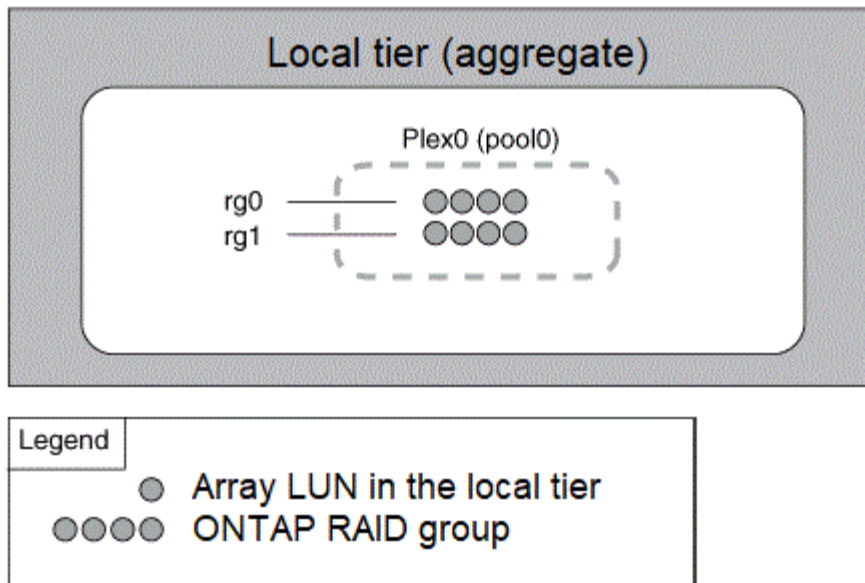 Local tier (aggregate)
Plex0 (pool0)
rg0
rg1
Legend
Array LUN in the local tier
ONTAP RAID group